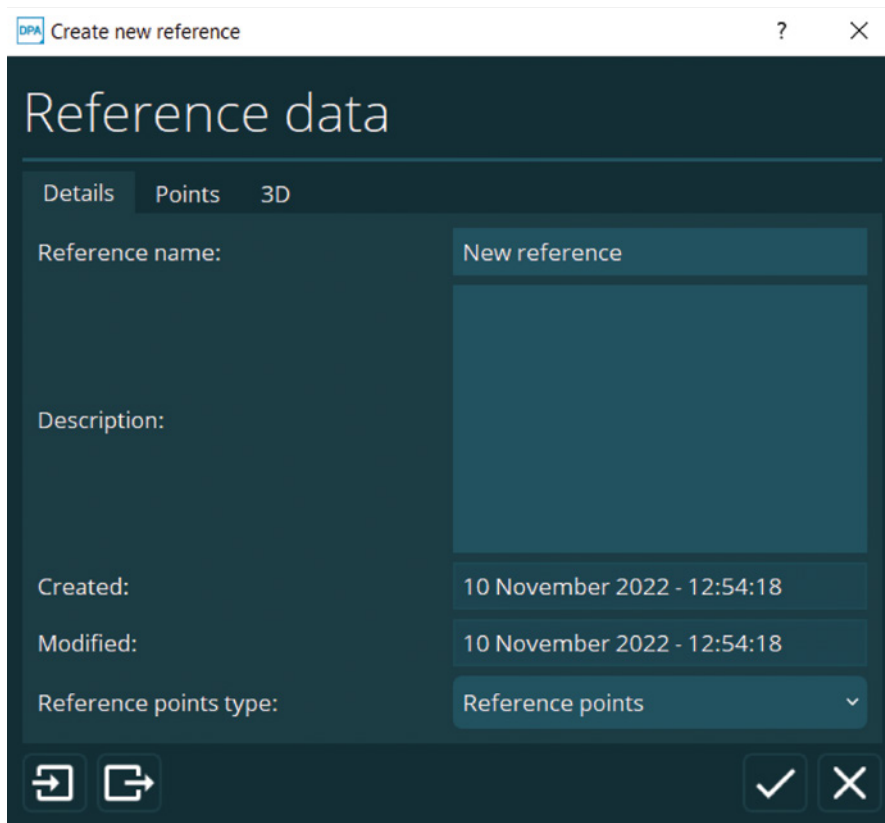 DPA Create new reference ?
Reference data
Details Points 3D
Reference name: New reference
Description:
Created: 10 November 2022 - 12:54:18
Modified: 10 November 2022 - 12:54:18
Reference points type: Reference points